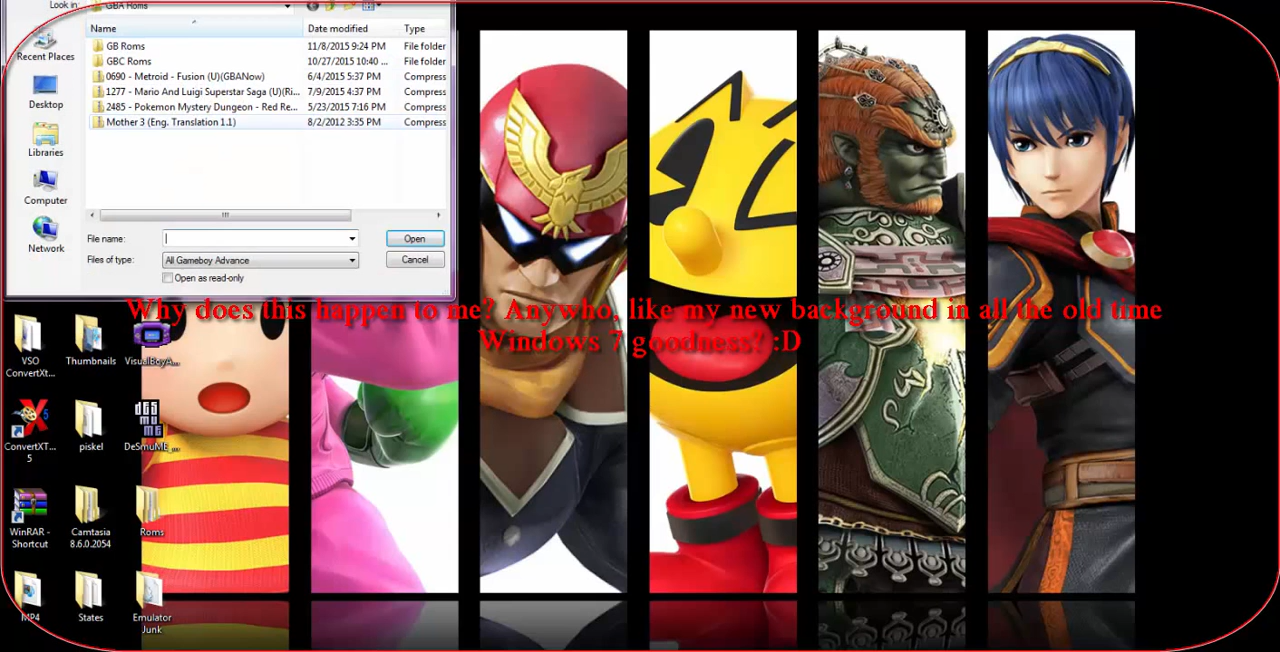 Look in: GBA Roms
Name Date modified Type
GB Roms 11/8/2015 9:24 PM File folder
GBC Roms 10/27/2015 10:40 ... File folder
0690 - Metroid - Fusion (U)(GBANow) 6/4/2015 5:37 PM Compress
1277 - Mario And Luigi Superstar Saga (U)(Ri... 7/9/2015 4:37 PM Compress
2485 - Pokemon Mystery Dungeon - Red Re... 5/23/2015 7:16 PM Compress
Mother 3 (Eng. Translation 1.1) 8/2/2012 3:35 PM Compress
Recent Places
Desktop
Libraries
Computer
Network
File name: Open
Files of type: All Gameboy Advance Cancel
Open as read-only
Why does this happen to me? Anywho, like my new background in all the old time
Windows 7 goodness? :D
VSO
ConvertXt...
Thumbnails
VisualBoyA...
ConvertXT...
5
piskel
DeSmuME_...
WinRAR -
Shortcut
Camtasia
8.6.0.2054
Roms
MP4
States
Emulator
Junk